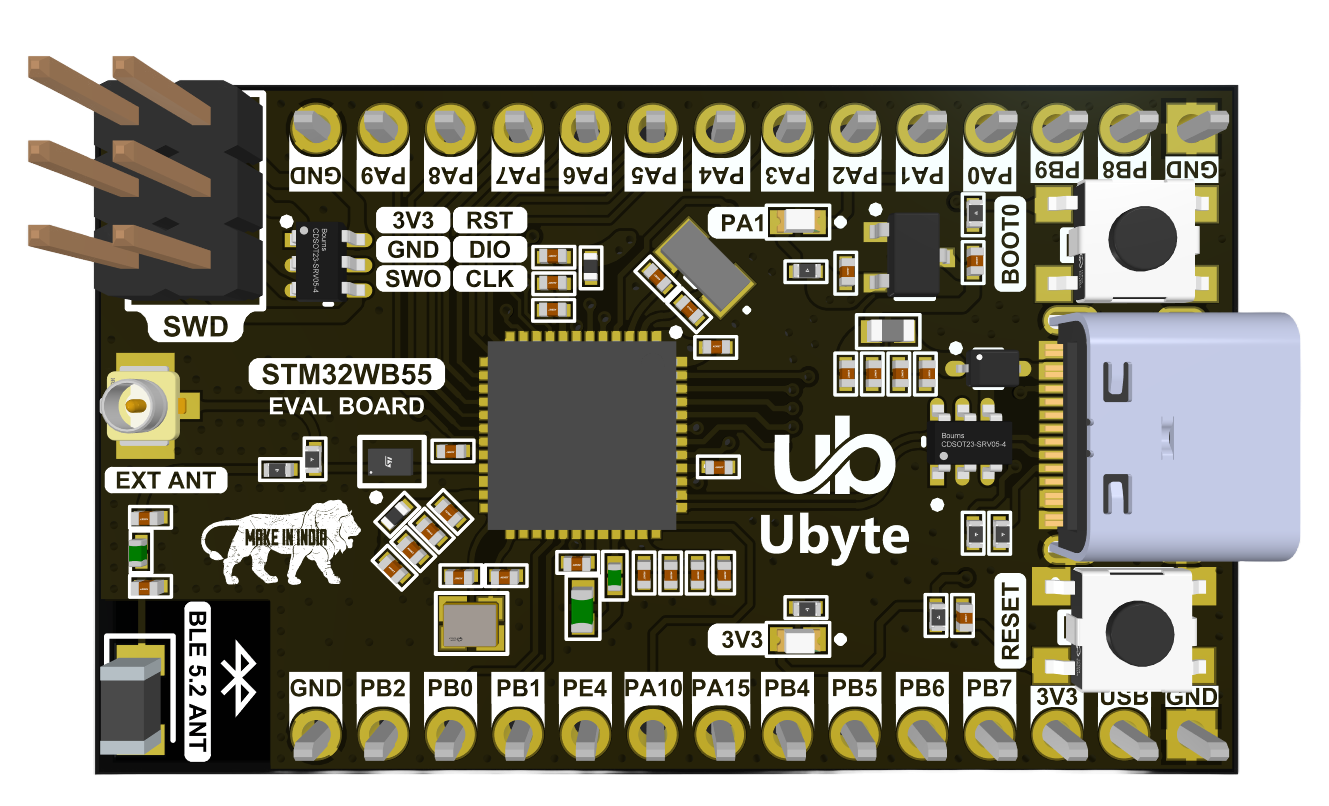 GND PA9 PA8 PA7 PA6 PA5 PA4 PA3 PA2 PA1 PA0 PB9 PB8 GND
3V3 RST
GND DIO
SWO CLK
Bourns
CDSOT23-SRV05-4
PA1
BOOT0
SWD
STM32WB55
EVAL BOARD
EXT ANT
MAKE IN INDIA
ub
Ubyte
Bourns
CDSOT23-SRV05-4
RESET
3V3
BLE 5.2 ANT
GND PB2 PB0 PB1 PE4 PA10 PA15 PB4 PB5 PB6 PB7 3V3 USB GND